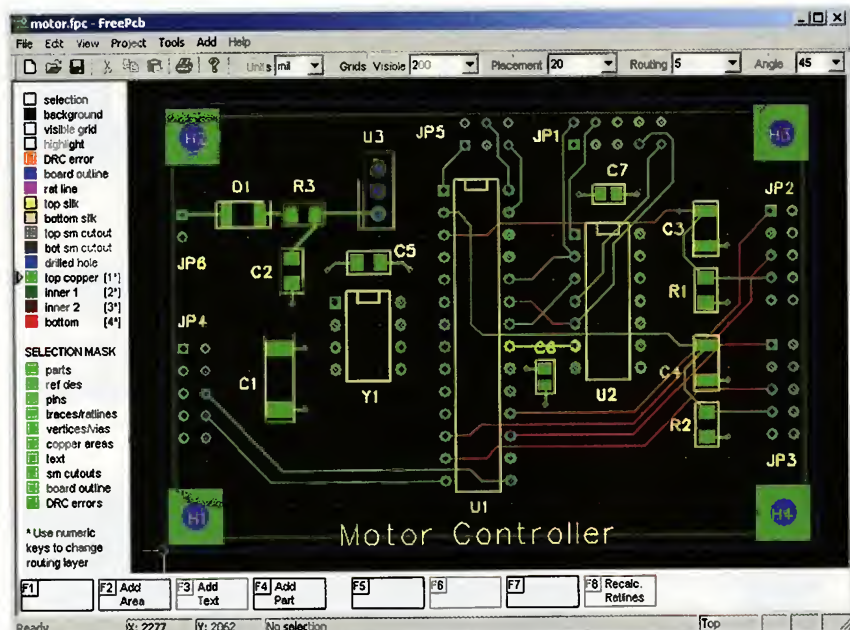 motor.fpc - FreePcb
File Edit View Project Tools Add Help
Units mil Grids Visible 200 Placement 20 Routing 5 Angle 45
selection
background
visible grid
highlight
DRC error
board outline
rat line
top silk
bottom silk
top sm cutout
bot sm cutout
drilled hole
top copper [1*]
inner 1 [2*]
inner 2 [3*]
bottom [4*]
SELECTION MASK
parts
ref des
pins
traces/ratlines
vertices/vias
copper areas
text
sm cutouts
board outline
DRC errors
* Use numeric
keys to change
routing layer
H2
U3
JP5
JP1
H3
D1
R3
C7
JP2
C3
JP6
C2
C5
R1
JP4
C1
Y1
C6
U2
C4
R2
JP3
H1
U1
H4
Motor Controller
F1
F2 Add Area
F3 Add Text
F4 Add Part
F5
F6
F7
F8 Recalc. Ratlines
Ready X: 2277 Y: 2062 No selection Top